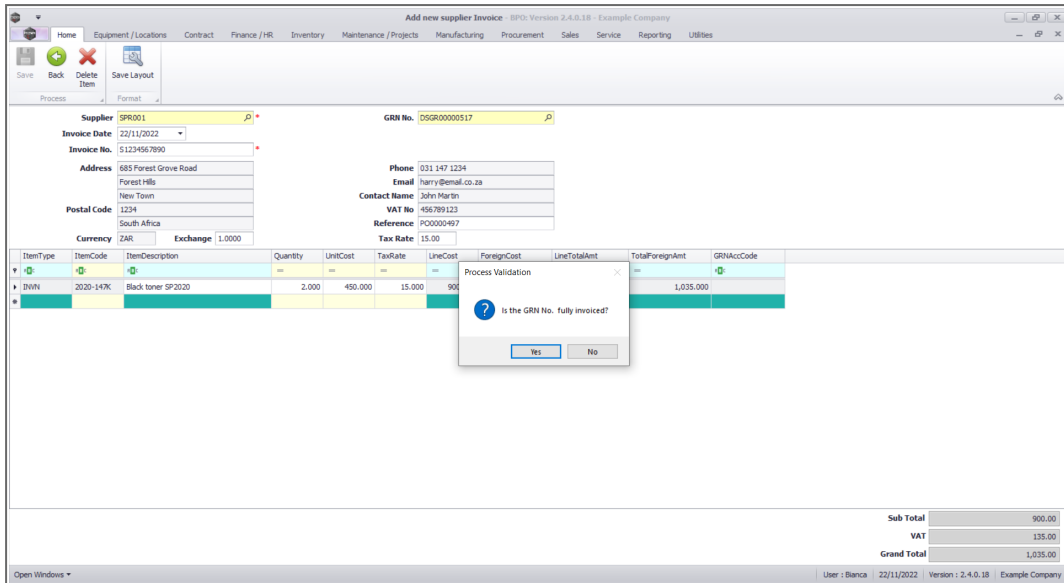 Add new supplier Invoice - BPO: Version 2.4.0.18 - Example Company
Home Equipment / Locations Contract Finance / HR Inventory Maintenance / Projects Manufacturing Procurement Sales Service Reporting Utilities
Save Back Delete Item Save Layout
Process Format
Supplier SPR001 * GRN No. DSGR00000517
Invoice Date 22/11/2022
Invoice No. S1234567890 *
Address 685 Forest Grove Road Phone 031 147 1234
Forest Hills Email harry@email.co.za
New Town Contact Name John Martin
Postal Code 1234 VAT No 456789123
South Africa Reference PO0000497
Currency ZAR Exchange 1.0000 Tax Rate 15.00
ItemType ItemCode ItemDescription Quantity UnitCost TaxRate LineCost ForeignCost LineTotalAmt TotalForeignAmt GRNAccCode
= = = = =
INVN 2020-147K Black toner SP2020 2.000 450.000 15.000 900 1,035.000
Process Validation
Is the GRN No. fully invoiced?
Yes No
Sub Total 900.00
VAT 135.00
Grand Total 1,035.00
Open Windows User : Bianca 22/11/2022 Version : 2.4.0.18 Example Company